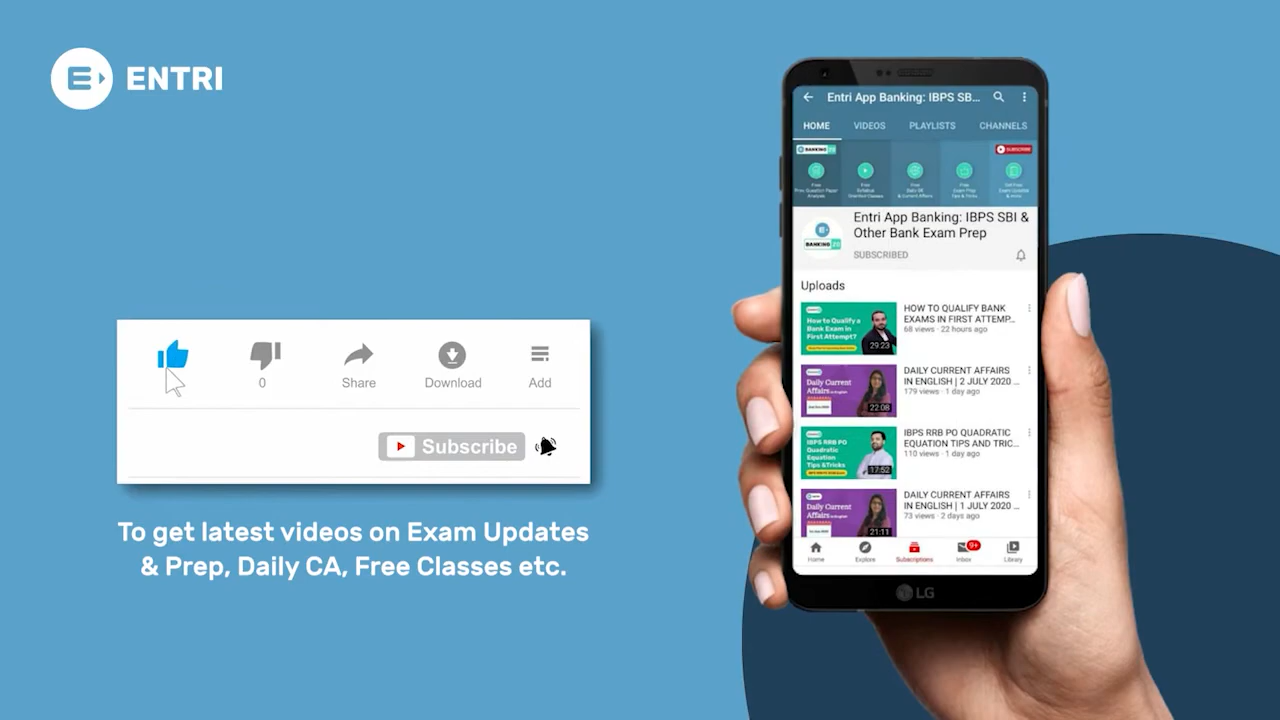 ENTRI
0
Share
Download
Add
Subscribe
To get latest videos on Exam Updates
& Prep, Daily CA, Free Classes etc.
Entri App Banking: IBPS SB...
HOME VIDEOS PLAYLISTS CHANNELS
BANKING
SUBSCRIBE
Entri App Banking: IBPS SBI &
Other Bank Exam Prep
SUBSCRIBED
BANKING
Uploads
How to Qualify a
Bank Exam in
First Attempt?
29:23
HOW TO QUALIFY BANK
EXAMS IN FIRST ATTEMP...
68 views · 22 hours ago
Daily Current
Affairs
22:08
DAILY CURRENT AFFAIRS
IN ENGLISH | 2 JULY 2020 ...
179 views · 1 day ago
IBPS RRB PO
Quadratic
Equation
Tips & Tricks
17:52
IBPS RRB PO QUADRATIC
EQUATION TIPS AND TRIC...
110 views · 1 day ago
Daily Current
Affairs
21:11
DAILY CURRENT AFFAIRS
IN ENGLISH | 1 JULY 2020 ...
73 views · 2 days ago
9+
Home Explore Subscriptions Inbox Library
LG